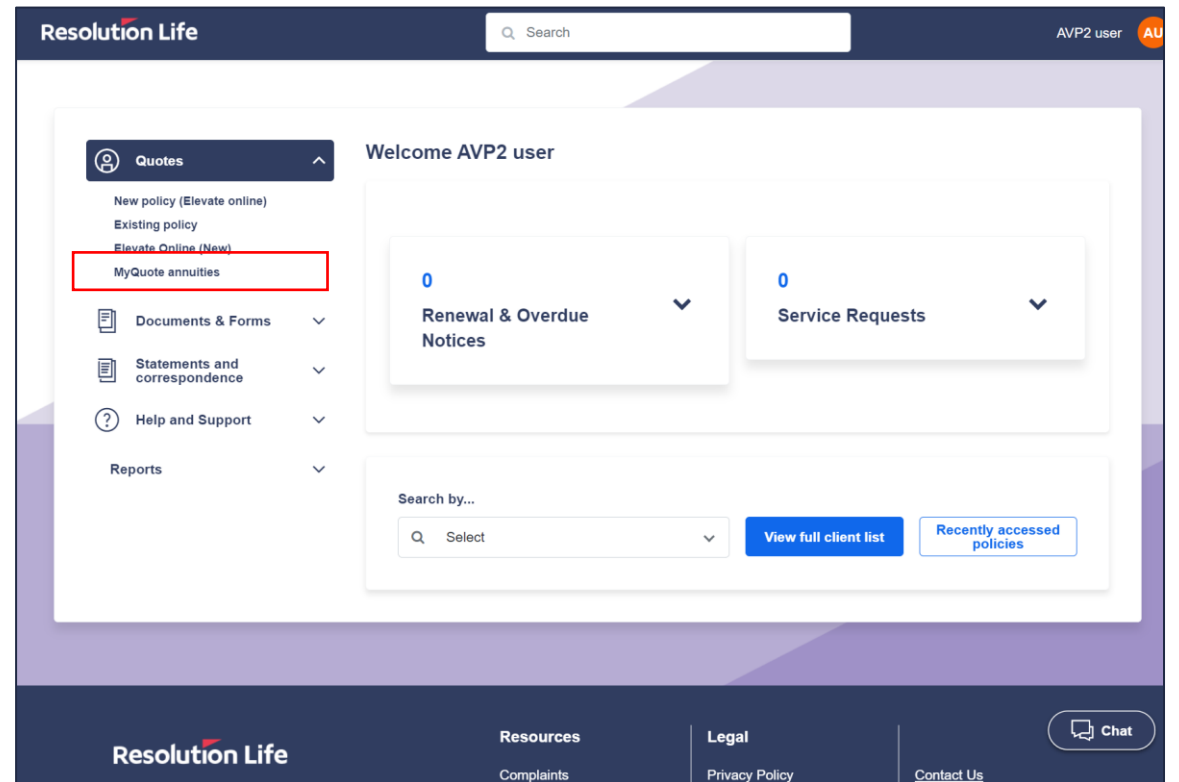 Resolution Life
Search
AVP2 user
AU
Quotes
New policy (Elevate online)
Existing policy
Elevate Online (New)
MyQuote annuities
Documents & Forms
Statements and
correspondence
Help and Support
Reports
Welcome AVP2 user
0
Renewal & Overdue
Notices
0
Service Requests
Search by...
Select
View full client list
Recently accessed
policies
Resolution Life
Resources
Complaints
Legal
Privacy Policy
Contact Us
Chat